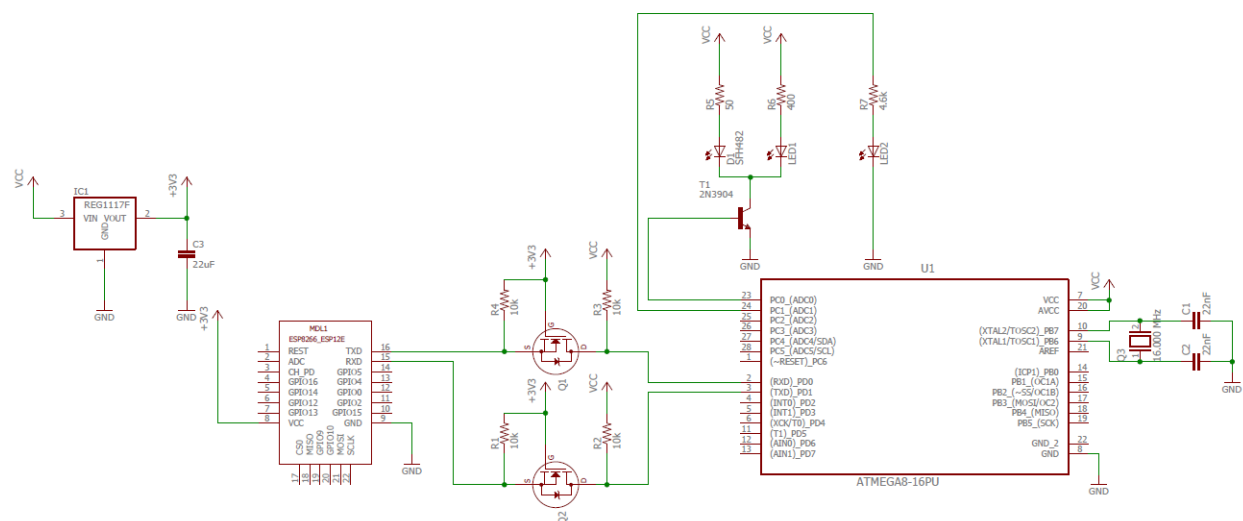 VCC
IC1
REG1117F
3 VIN VOUT 2
GND
1
GND
+3V3
C3
22uF
GND
+3V3
MDL1
ESP8266_ESP12E
1 REST TXD 16
2 ADC RXD 15
3 CH_PD GPIO5 14
4 GPIO16 GPIO4 13
5 GPIO14 GPIO0 12
6 GPIO12 GPIO2 11
7 GPIO13 GPIO15 10
8 VCC GND 9
CS0 MISO GPIO9 GPIO10 MOSI SCLK
17 18 19 20 21 22
GND
+3V3
VCC
R4
10k
R3
10k
G
S
D
Q1
+3V3
VCC
R1
10k
R2
10k
G
S
D
Q2
VCC
VCC
R5
50
R6
400
R7
4.6k
D1
SFH482
LED1
LED2
T1
2N3904
GND
GND
U1
23 PC0_(ADC0) VCC 7
24 PC1_(ADC1) AVCC 20
25 PC2_(ADC2)
26 PC3_(ADC3) (XTAL2/TOSC2)_PB7 10
27 PC4_(ADC4/SDA) (XTAL1/TOSC1)_PB6 9
28 PC5_(ADC5/SCL) AREF 21
1 (~RESET)_PC6
(ICP1)_PB0 14
2 (RXD)_PD0 PB1_(OC1A) 15
3 (TXD)_PD1 PB2_(~SS/OC1B) 16
4 (INT0)_PD2 PB3_(MOSI/OC2) 17
5 (INT1)_PD3 PB4_(MISO) 18
6 (XCK/T0)_PD4 PB5_(SCK) 19
11 (T1)_PD5
12 (AIN0)_PD6 GND_2 22
13 (AIN1)_PD7 GND 8
ATMEGA8-16PU
VCC
2
1
Q3
16.000 MHz
C1
22nF
C2
22nF
GND
GND